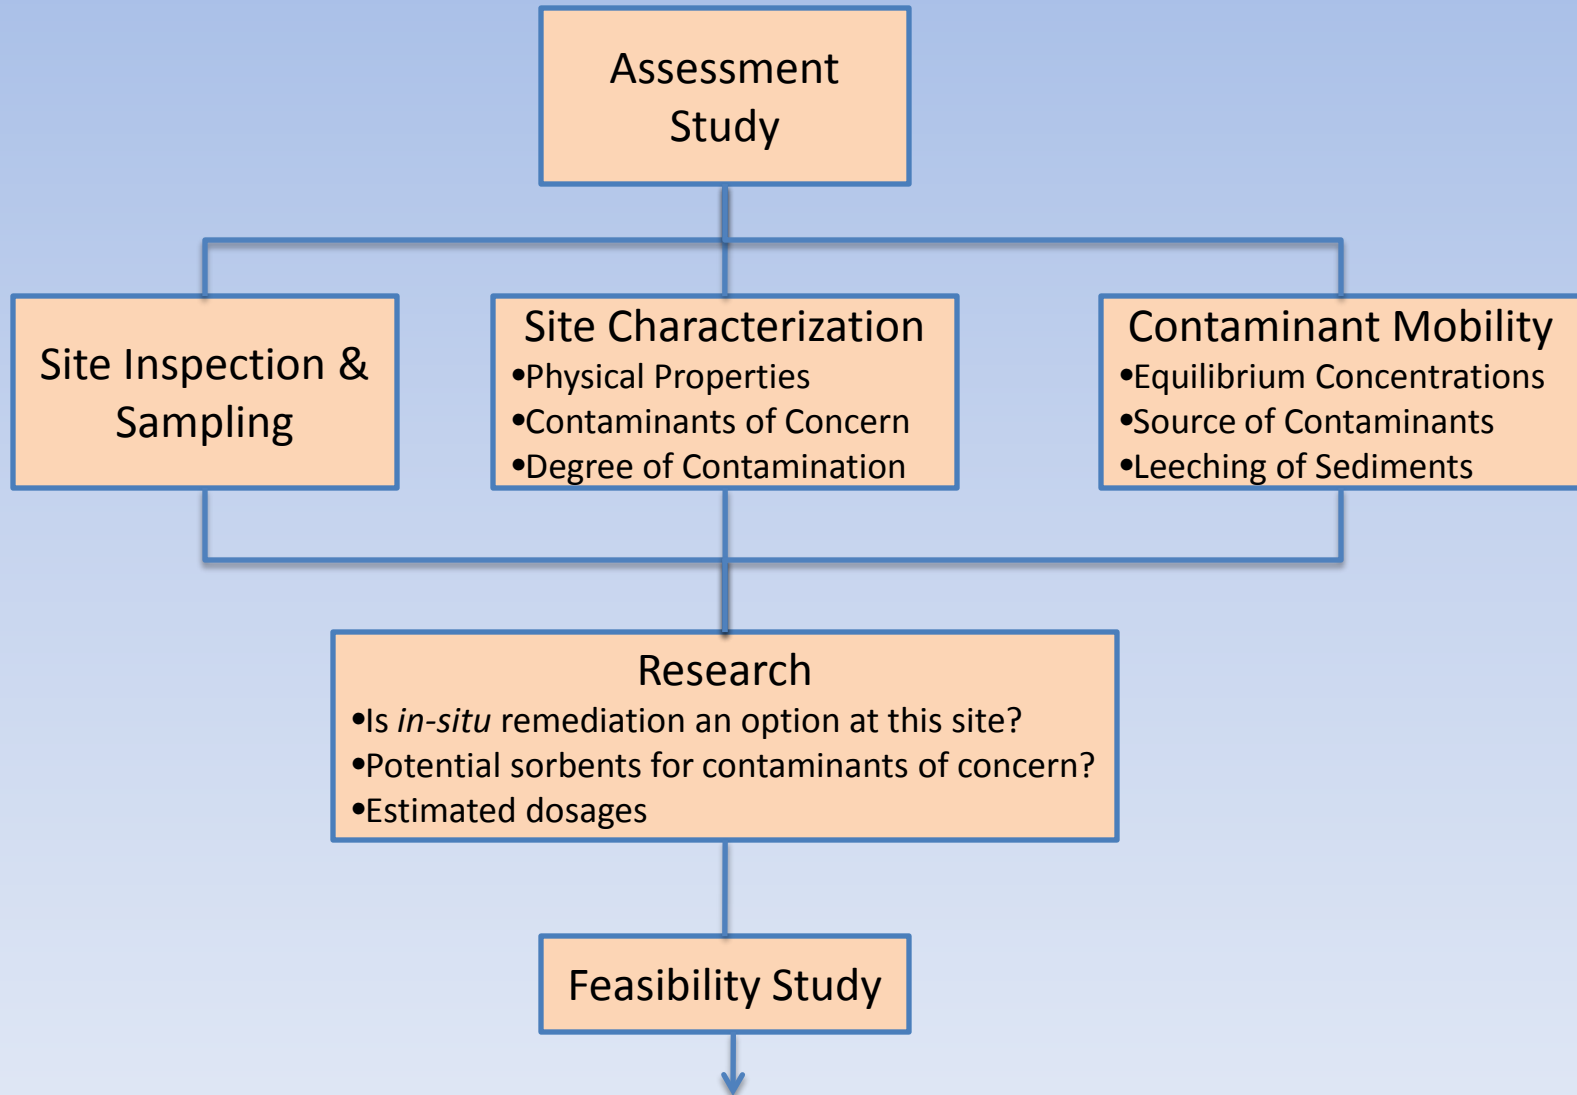 Assessment
Study
Site Inspection &
Sampling
Site Characterization
•Physical Properties
•Contaminants of Concern
•Degree of Contamination
Contaminant Mobility
•Equilibrium Concentrations
•Source of Contaminants
•Leeching of Sediments
Research
•Is in-situ remediation an option at this site?
•Potential sorbents for contaminants of concern?
•Estimated dosages
Feasibility Study